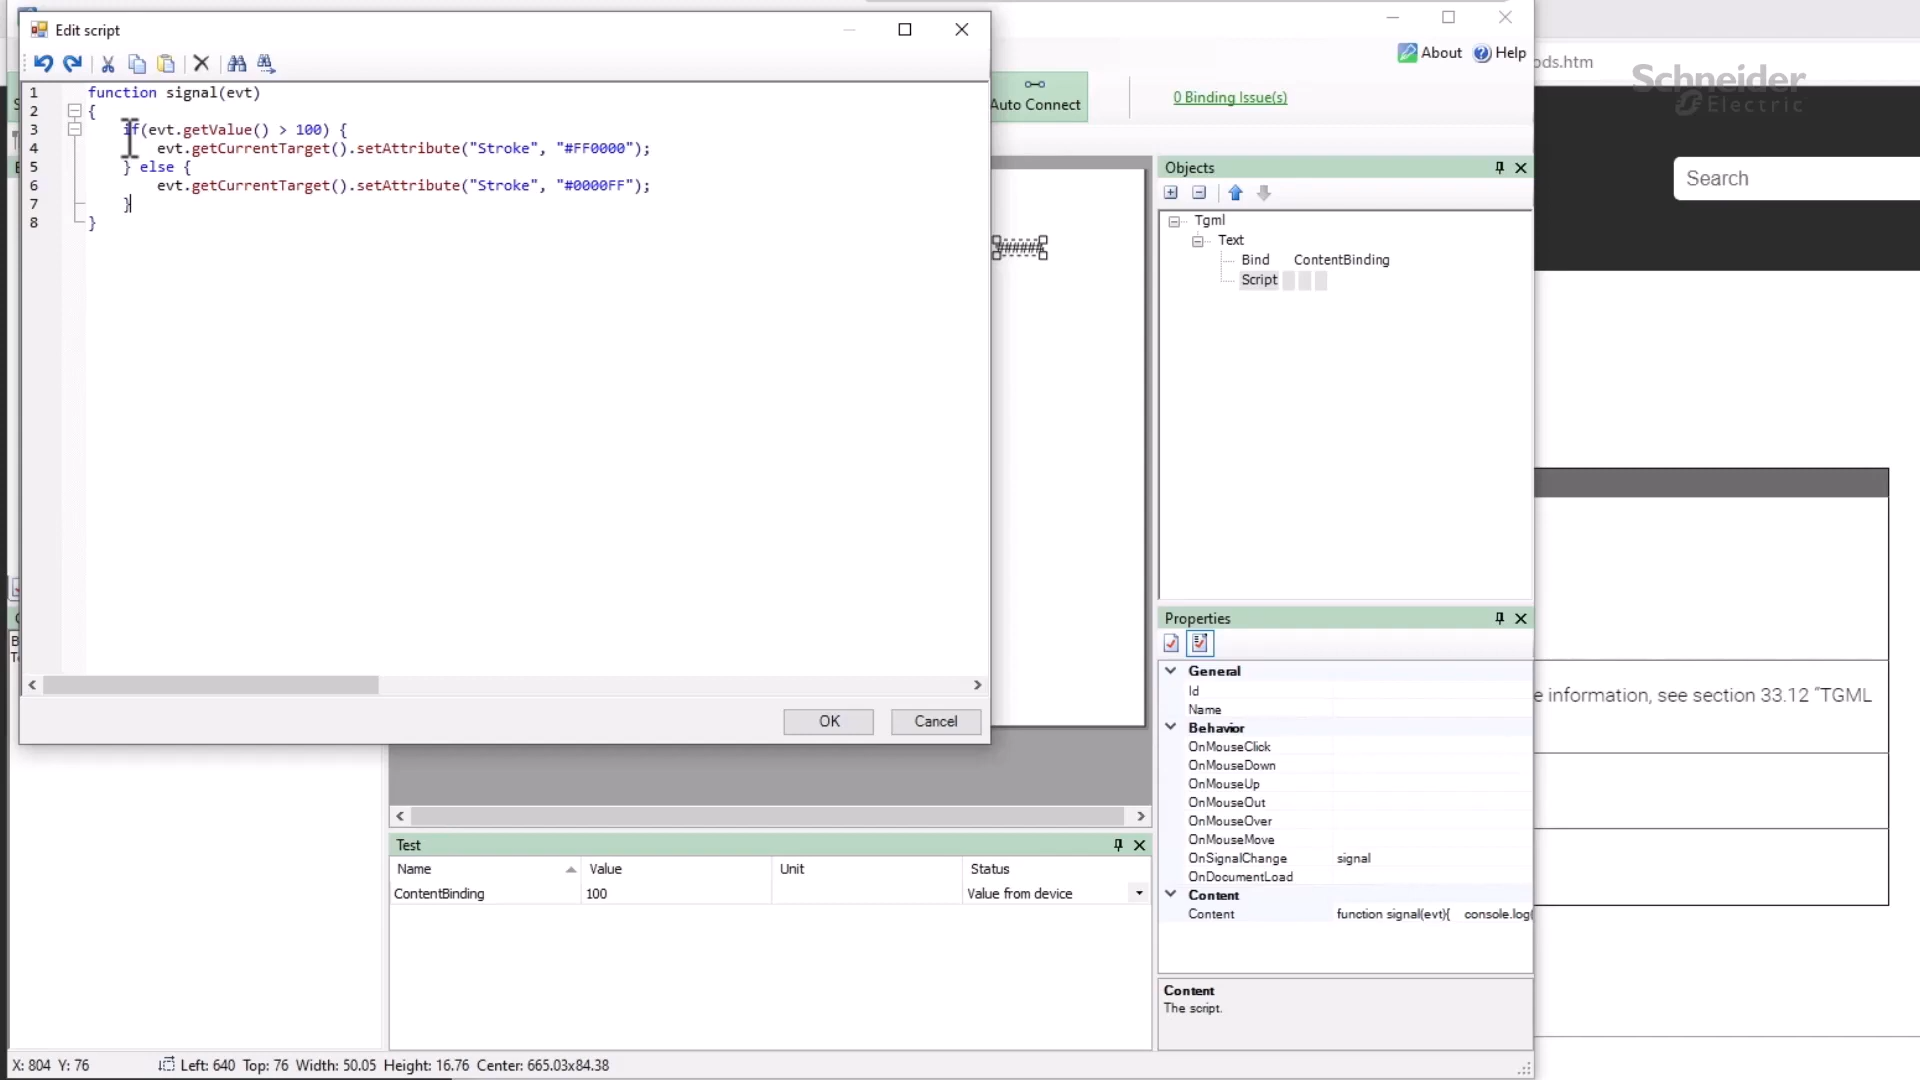 Edit script
1 function signal(evt)
2 {
3 if(evt.getValue() > 100) {
4 evt.getCurrentTarget().setAttribute("Stroke", "#FF0000");
5 } else {
6 evt.getCurrentTarget().setAttribute("Stroke", "#0000FF");
7 }
8 }
OK Cancel
About Help
Auto Connect
0 Binding Issue(s)
ods.htm
Schneider
Electric
Search
Objects
Tgml
Text
Bind ContentBinding
Script
######
Properties
General
Id
Name
Behavior
OnMouseClick
OnMouseDown
OnMouseUp
OnMouseOut
OnMouseOver
OnMouseMove
OnSignalChange signal
OnDocumentLoad
Content
Content function signal(evt){ console.log(
Content
The script.
e information, see section 33.12 "TGML
Test
Name Value Unit Status
ContentBinding 100 Value from device
X: 804 Y: 76 Left: 640 Top: 76 Width: 50.05 Height: 16.76 Center: 665.03x84.38